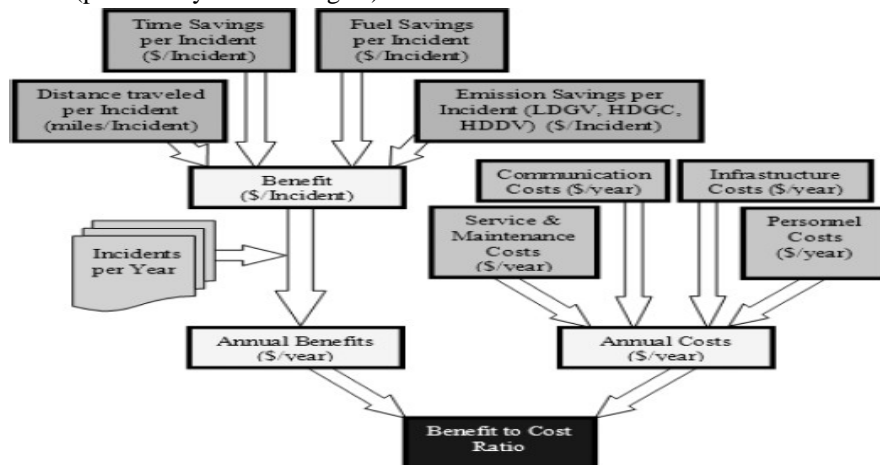 Time Savings
per Incident
($/Incident)
Fuel Savings
per Incident
($/Incident)
Distance traveled
per Incident
(miles/Incident)
Emission Savings per
Incident (LDGV, HDGC,
HDDV) ($/Incident)
Benefit
($/Incident)
Communication
Costs ($/year)
Infrastructure
Costs ($/year)
Service &
Maintenance
Costs
($/year)
Personnel
Costs
($/year)
Incidents
per Year
Annual Benefits
($/year)
Annual Costs
($/year)
Benefit to Cost
Ratio